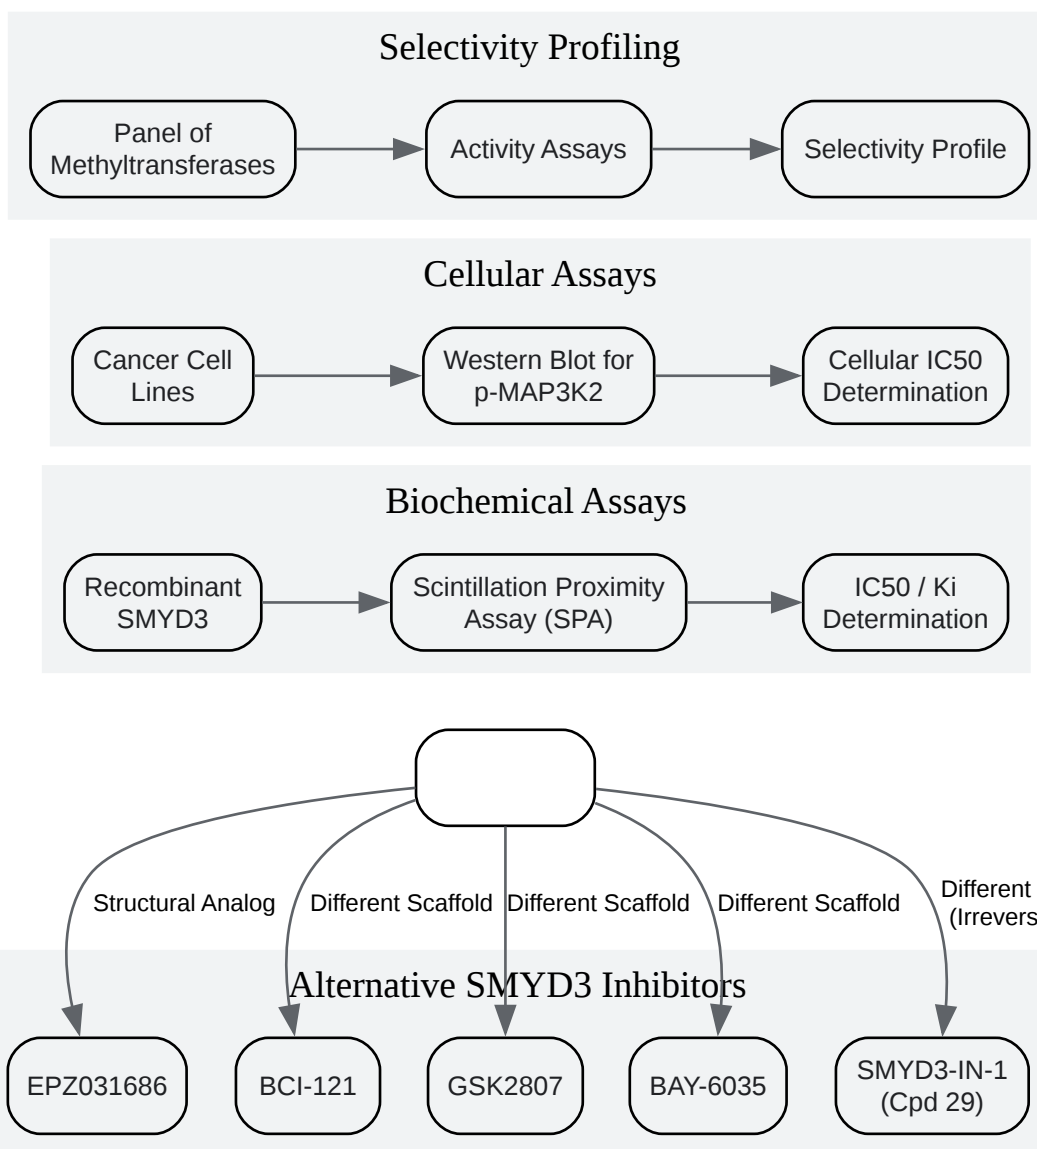 Selectivity Profiling
Panel of
Methyltransferases
Activity Assays
Selectivity Profile
Cellular Assays
Cancer Cell
Lines
Western Blot for
p-MAP3K2
Cellular IC50
Determination
Biochemical Assays
Recombinant
SMYD3
Scintillation Proximity
Assay (SPA)
IC50 / Ki
Determination
Structural Analog
Different Scaffold
Different Scaffold
Different Scaffold
Different
(Irrevers
Alternative SMYD3 Inhibitors
EPZ031686
BCI-121
GSK2807
BAY-6035
SMYD3-IN-1
(Cpd 29)